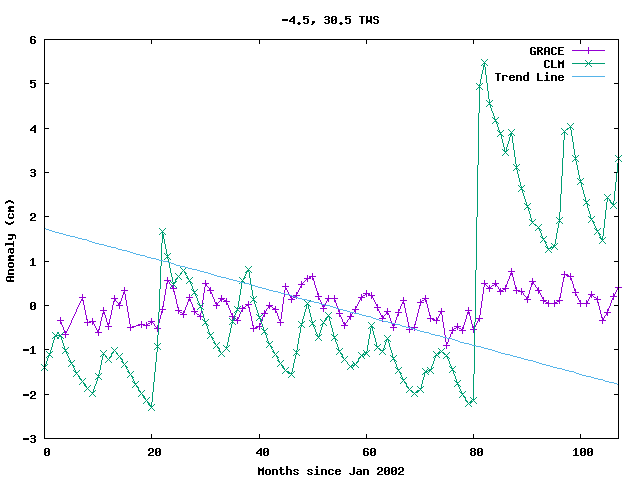 -4.5, 30.5 TWS
GRACE
CLM
Trend Line
6
5
4
3
2
1
0
-1
-2
-3
Anomaly (cm)
0 20 40 60 80 100
Months since Jan 2002